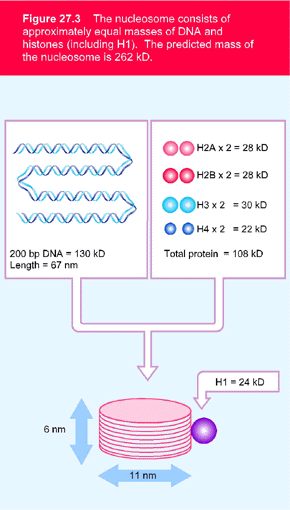 Figure 27.3 The nucleosome consists of
approximately equal masses of DNA and
histones (including H1). The predicted mass of
the nucleosome is 262 kD.
200 bp DNA = 130 kD
Length = 67 nm
H2A x 2 = 28 kD
H2B x 2 = 28 kD
H3 x 2 = 30 kD
H4 x 2 = 22 kD
Total protein = 108 kD
H1 = 24 kD
6 nm
11 nm